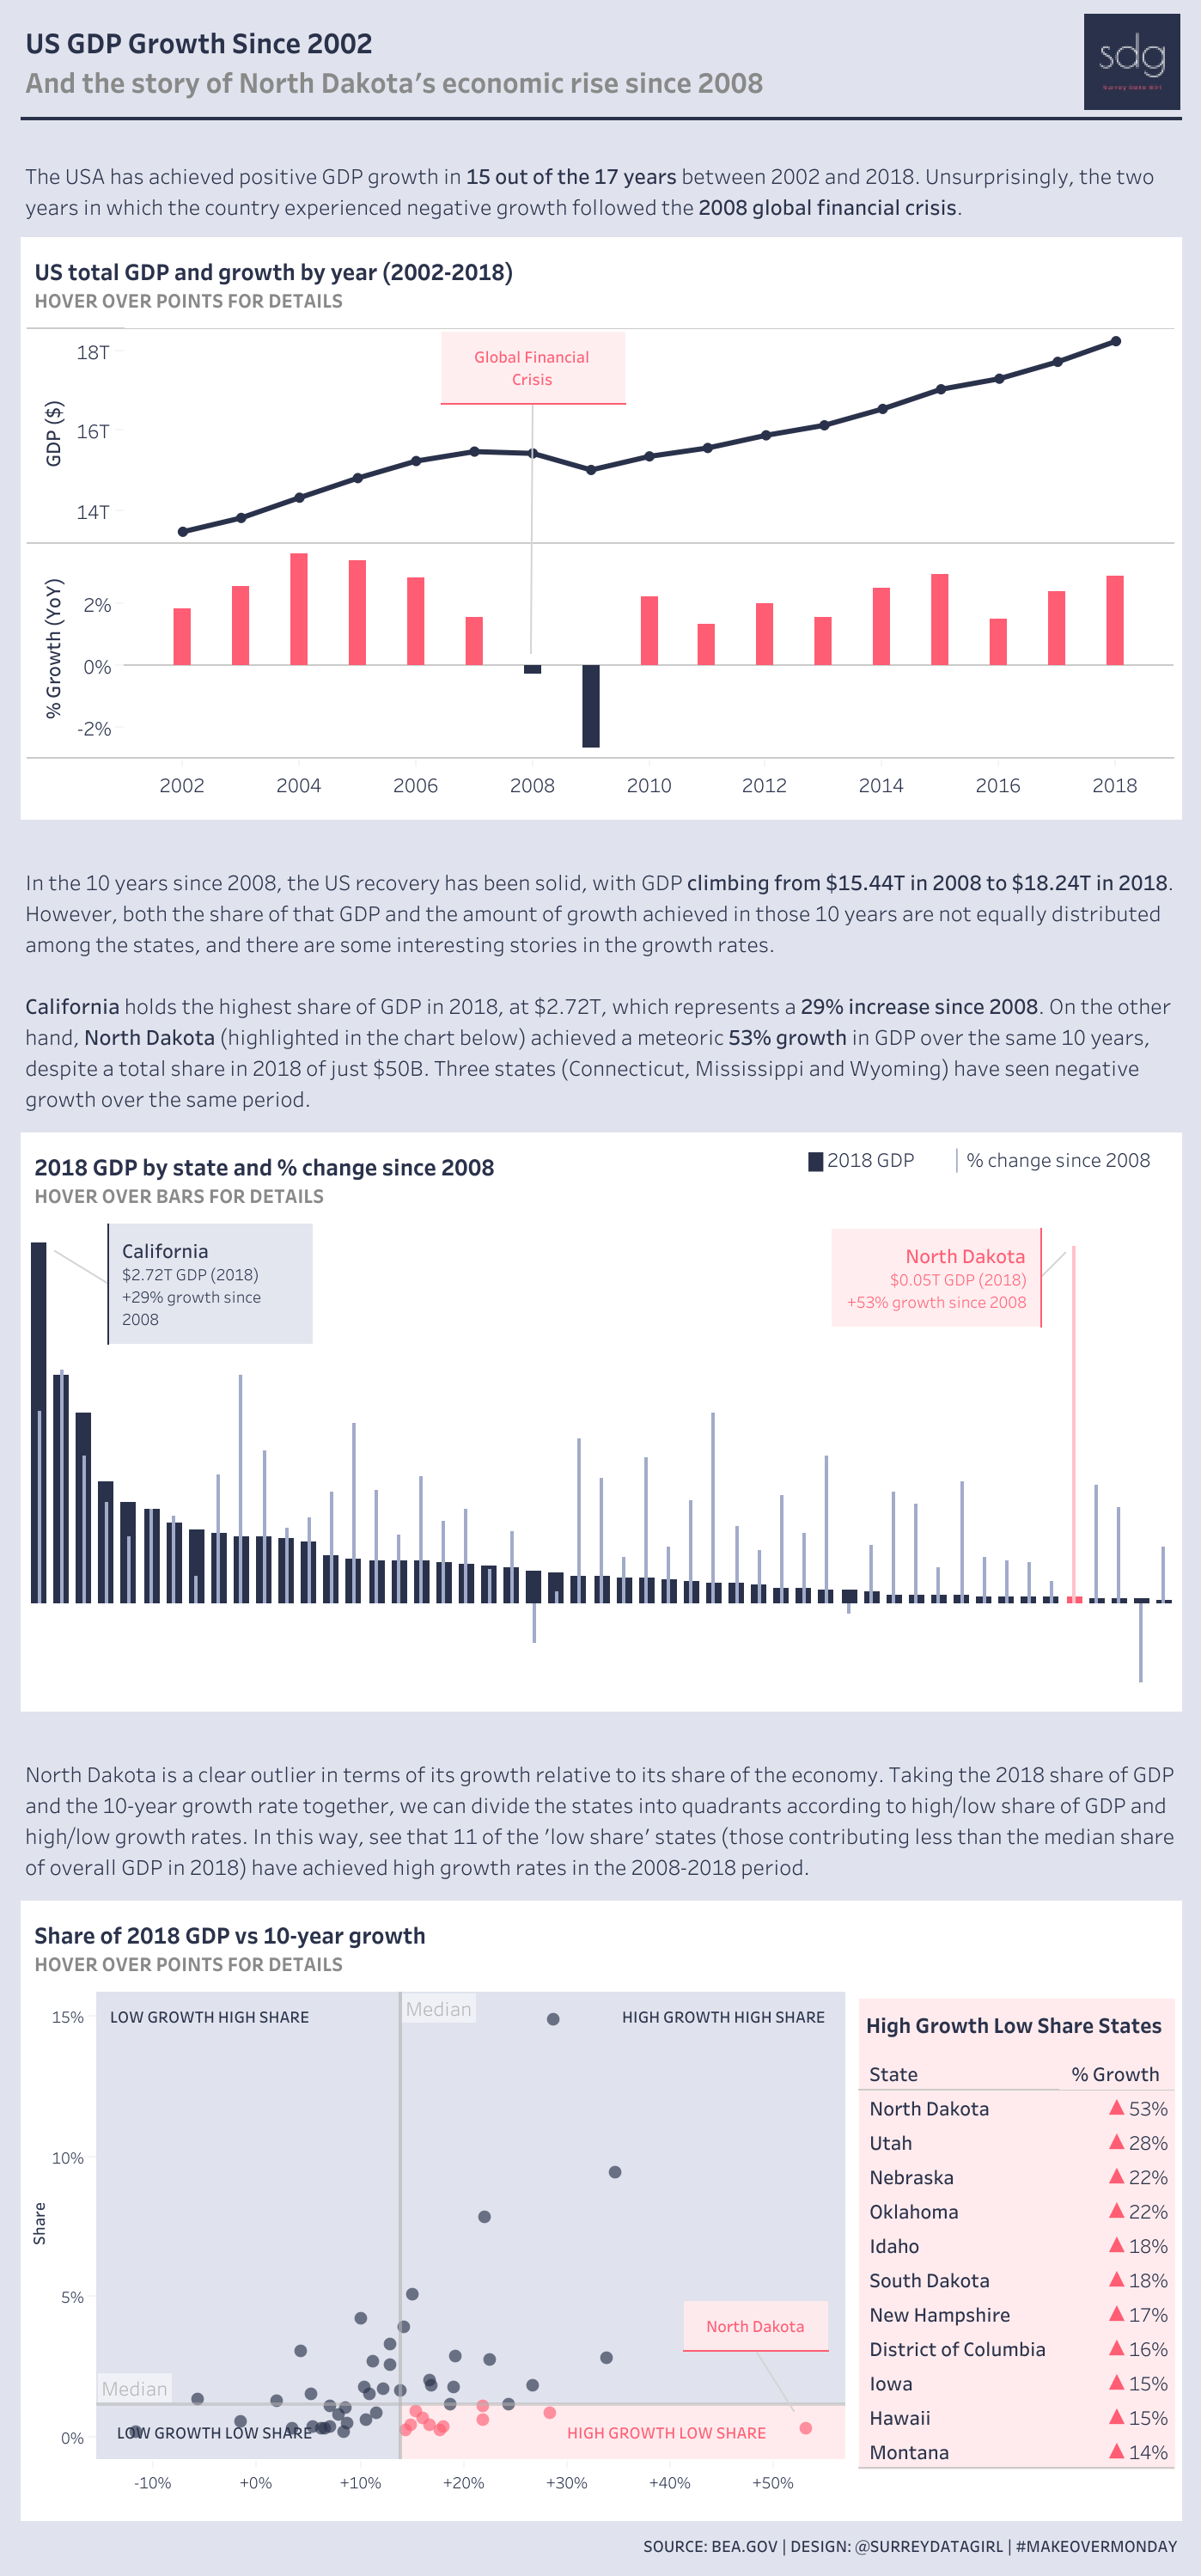 US GDP Growth Since 2002
And the story of North Dakota’s economic rise since 2008
sdg
The USA has achieved positive GDP growth in 15 out of the 17 years between 2002 and 2018. Unsurprisingly, the two
years in which the country experienced negative growth followed the 2008 global financial crisis.
US total GDP and growth by year (2002-2018)
HOVER OVER POINTS FOR DETAILS
Global Financial
Crisis
GDP ($)
18T
16T
14T
% Growth (YoY)
2%
0%
-2%
2002 2004 2006 2008 2010 2012 2014 2016 2018
In the 10 years since 2008, the US recovery has been solid, with GDP climbing from $15.44T in 2008 to $18.24T in 2018.
However, both the share of that GDP and the amount of growth achieved in those 10 years are not equally distributed
among the states, and there are some interesting stories in the growth rates.
California holds the highest share of GDP in 2018, at $2.72T, which represents a 29% increase since 2008. On the other
hand, North Dakota (highlighted in the chart below) achieved a meteoric 53% growth in GDP over the same 10 years,
despite a total share in 2018 of just $50B. Three states (Connecticut, Mississippi and Wyoming) have seen negative
growth over the same period.
2018 GDP by state and % change since 2008
HOVER OVER BARS FOR DETAILS
2018 GDP
% change since 2008
California
$2.72T GDP (2018)
+29% growth since
2008
North Dakota
$0.05T GDP (2018)
+53% growth since 2008
North Dakota is a clear outlier in terms of its growth relative to its share of the economy. Taking the 2018 share of GDP
and the 10-year growth rate together, we can divide the states into quadrants according to high/low share of GDP and
high/low growth rates. In this way, see that 11 of the ’low share’ states (those contributing less than the median share
of overall GDP in 2018) have achieved high growth rates in the 2008-2018 period.
Share of 2018 GDP vs 10-year growth
HOVER OVER POINTS FOR DETAILS
Share
15%
10%
5%
0%
LOW GROWTH HIGH SHARE
Median
HIGH GROWTH HIGH SHARE
North Dakota
Median
LOW GROWTH LOW SHARE
HIGH GROWTH LOW SHARE
-10% +0% +10% +20% +30% +40% +50%
High Growth Low Share States
State % Growth
North Dakota ▲ 53%
Utah ▲ 28%
Nebraska ▲ 22%
Oklahoma ▲ 22%
Idaho ▲ 18%
South Dakota ▲ 18%
New Hampshire ▲ 17%
District of Columbia ▲ 16%
Iowa ▲ 15%
Hawaii ▲ 15%
Montana ▲ 14%
SOURCE: BEA.GOV | DESIGN: @SURREYDATAGIRL | #MAKEOVERMONDAY